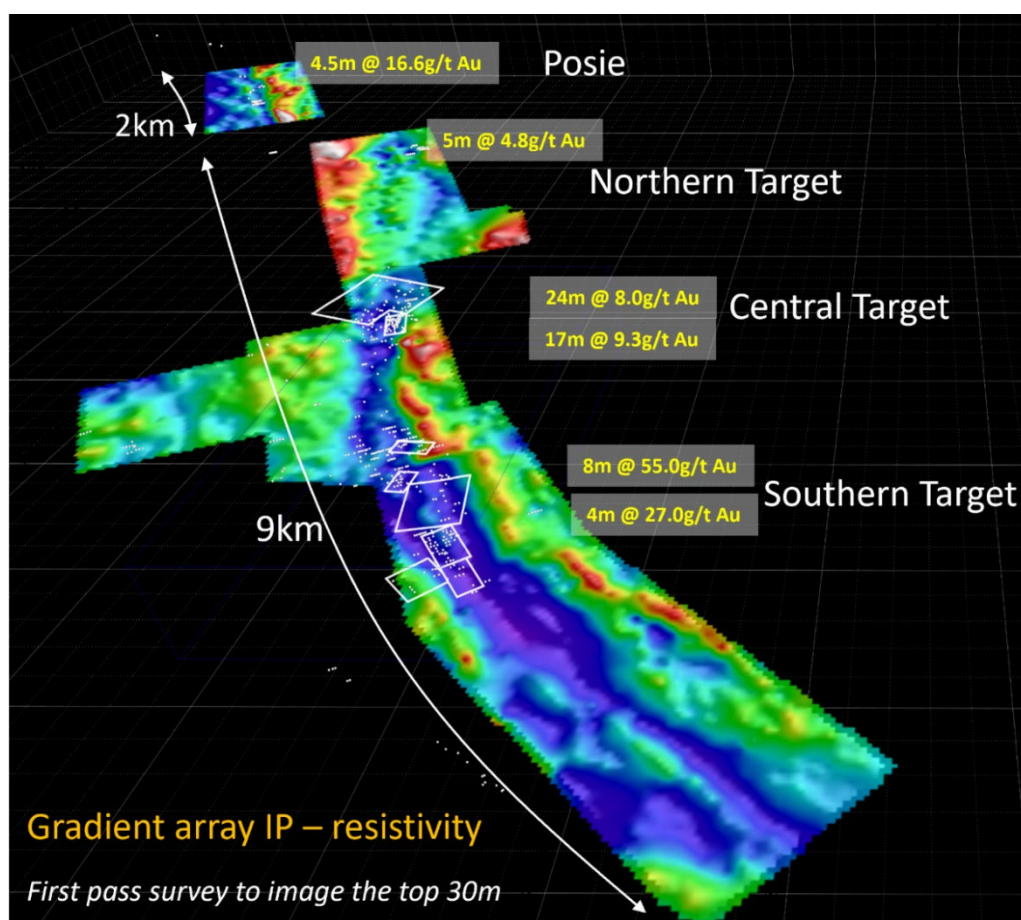 4.5m @ 16.6g/t Au
Posie
2km
5m @ 4.8g/t Au
Northern Target
24m @ 8.0g/t Au
Central Target
17m @ 9.3g/t Au
8m @ 55.0g/t Au
Southern Target
4m @ 27.0g/t Au
9km
Gradient array IP – resistivity
First pass survey to image the top 30m